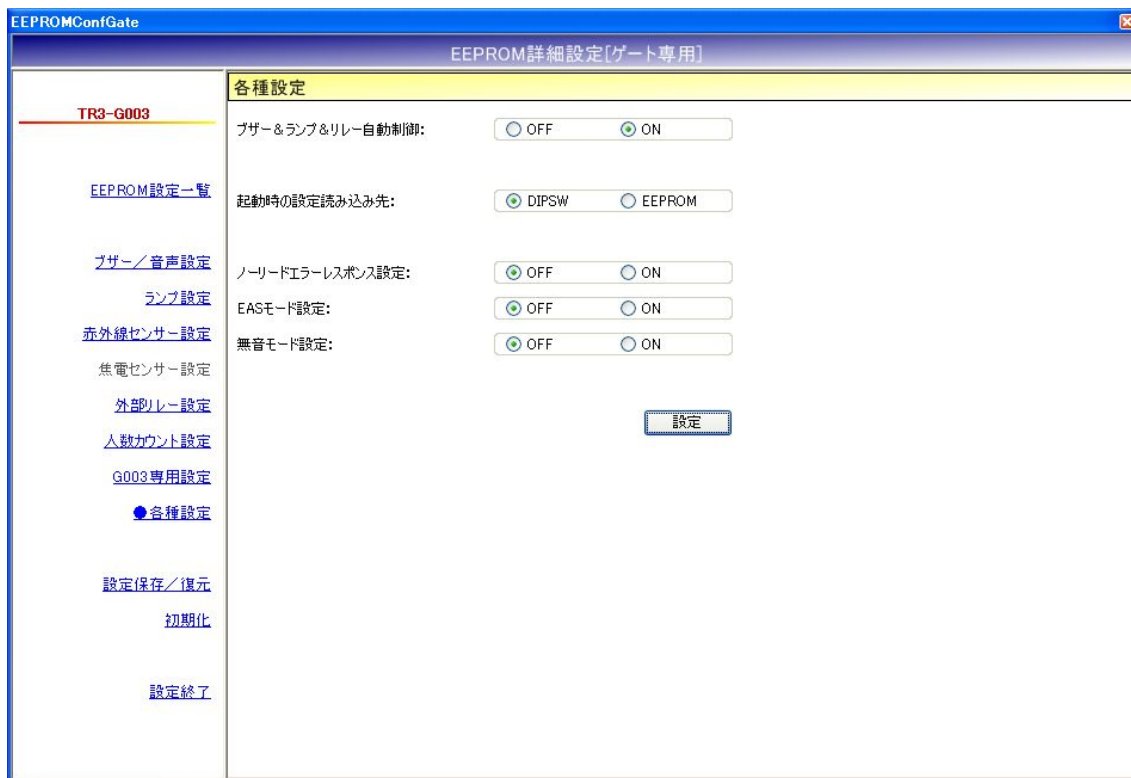 EEPROMConfGate
EEPROM詳細設定[ゲート専用]
TR3-G003
EEPROM設定一覧
ブザー／音声設定
ランプ設定
赤外線センサー設定
焦電センサー設定
外部リレー設定
人数カウント設定
G003専用設定
●各種設定
設定保存／復元
初期化
設定終了
各種設定
ブザー＆ランプ＆リレー自動制御: OFF ON
起動時の設定読み込み先: DIPSW EEPROM
ノーリードエラーレスポンス設定: OFF ON
EASモード設定: OFF ON
無音モード設定: OFF ON
設定